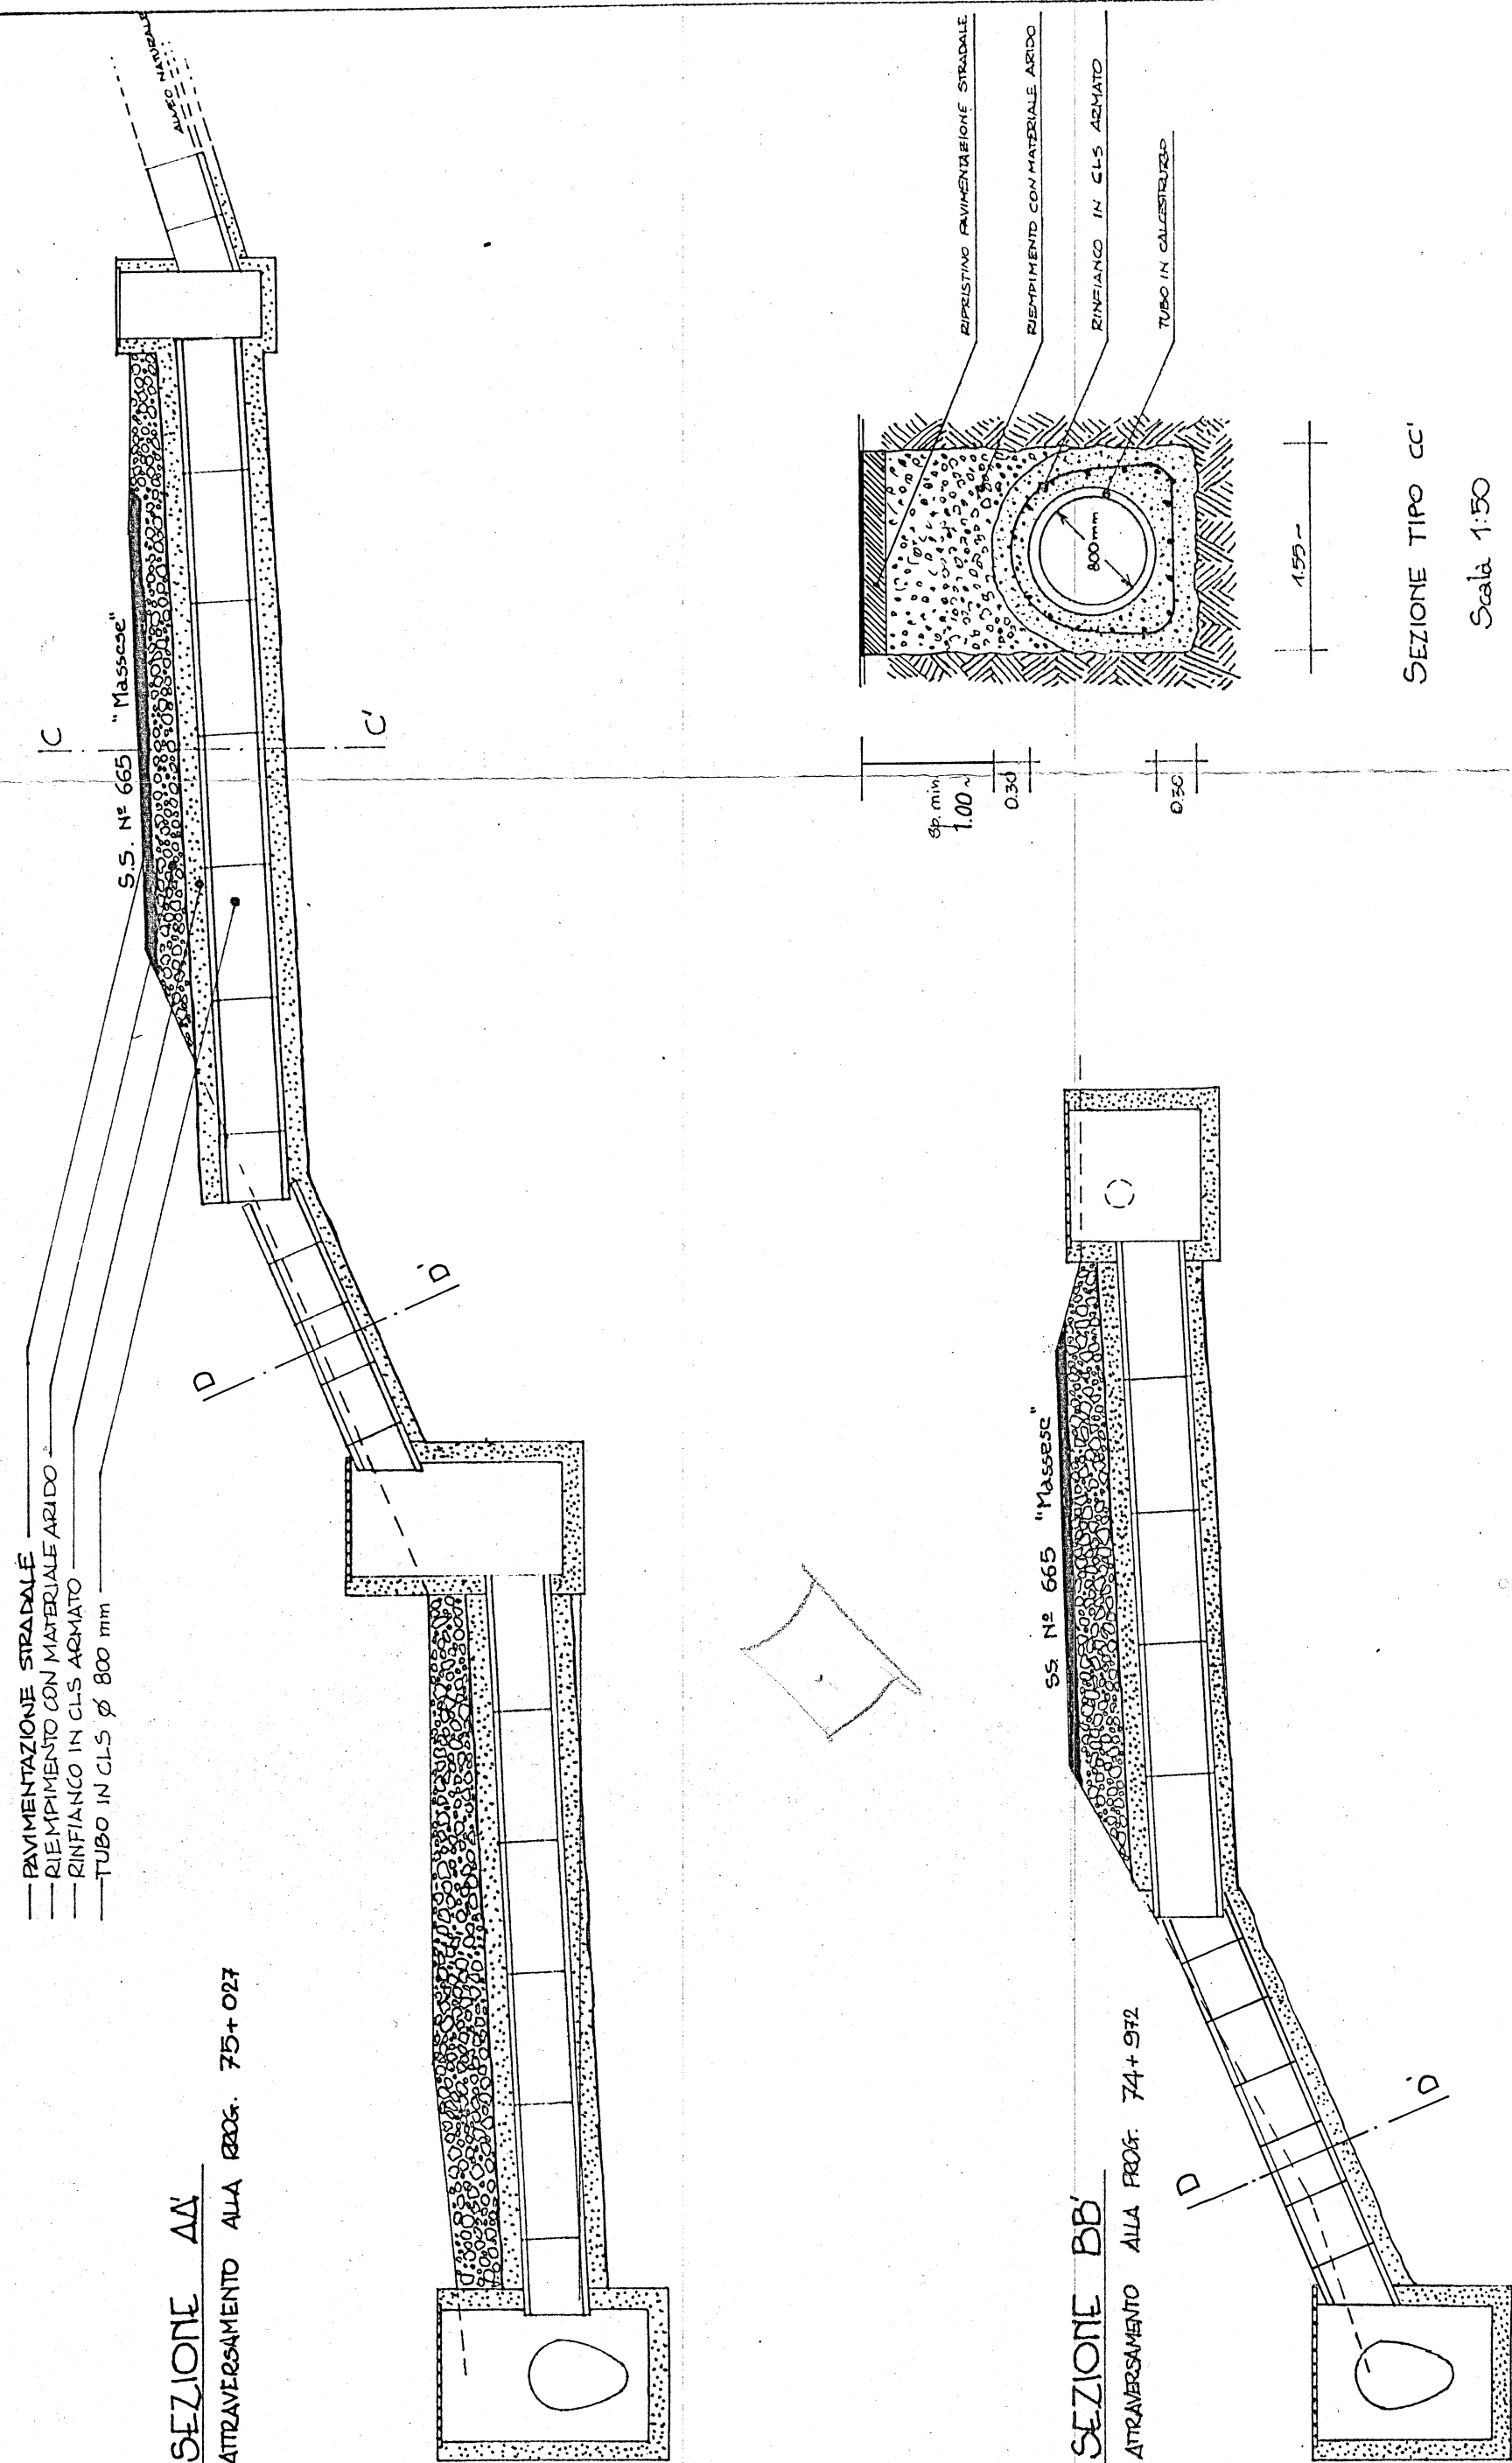 PAVIMENTAZIONE STRADALE
RIEMPIMENTO CON MATERIALE ARIDO
RINFIANCO IN CLS ARMATO
TUBO IN CLS Ø 800 mm
SEZIONE AA'
ATTRAVERSAMENTO ALLA PROG. 75+027
S.S. Nº 665 "Massese"
C
C'
D
D'
ALVEO NATURALE
RIPRISTINO PAVIMENTAZIONE STRADALE
RIEMPIMENTO CON MATERIALE ARIDO
RINFIANCO IN CLS ARMATO
TUBO IN CALCESTRUZZO
800mm
Sp. min.
1.00~
0.30
0.30
1.55~
SEZIONE TIPO CC'
Scala 1:50
SEZIONE BB'
ATTRAVERSAMENTO ALLA PROG. 74+972
SS. Nº 665 "Massese"
D
D'